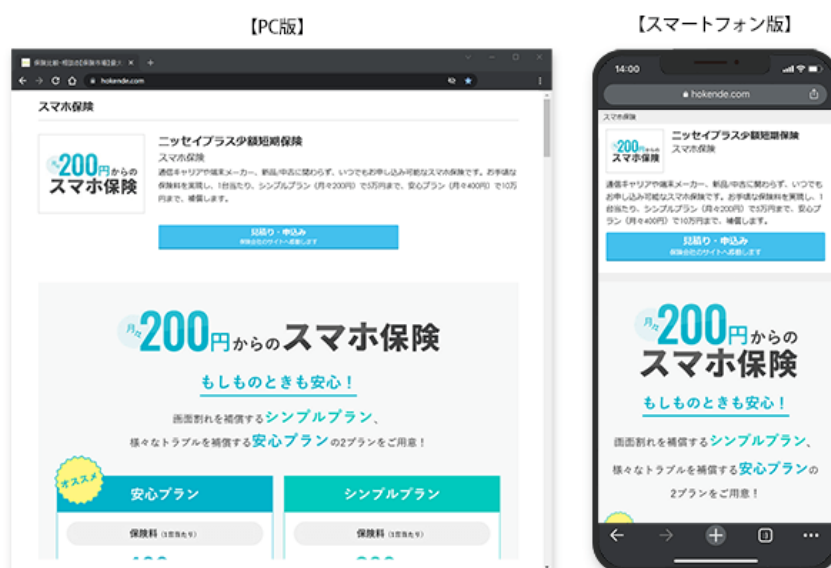 【PC版】
hokende.com
スマホ保険
月々200円からの
スマホ保険
ニッセイプラス少額短期保険
スマホ保険
通信キャリアや端末メーカー、新品/中古に関わらず、いつでもお申し込み可能なスマホ保険です。お手頃な
保険料を実現し、1台当たり、シンプルプラン（月々200円）で5万円まで、安心プラン（月々400円）で10万
円まで、補償します。
見積り・申込み
保険会社のサイトへ移動します
月々200円からのスマホ保険
もしものときも安心！
画面割れを補償するシンプルプラン、
様々なトラブルを補償する安心プランの2プランをご用意！
オススメ
安心プラン
シンプルプラン
保険料（1台当たり）
保険料（1台当たり）
【スマートフォン版】
14:00
hokende.com
スマホ保険
200円からの
スマホ保険
ニッセイプラス少額短期保険
スマホ保険
通信キャリアや端末メーカー、新品/中古に関わらず、いつでも
お申し込み可能なスマホ保険です。お手頃な保険料を実現し、1
台当たり、シンプルプラン（月々200円）で5万円まで、安心プ
ラン（月々400円）で10万円まで、補償します。
見積り・申込み
保険会社のサイトへ移動します
月々200円からの
スマホ保険
もしものときも安心！
画面割れを補償するシンプルプラン、
様々なトラブルを補償する安心プランの
2プランをご用意！